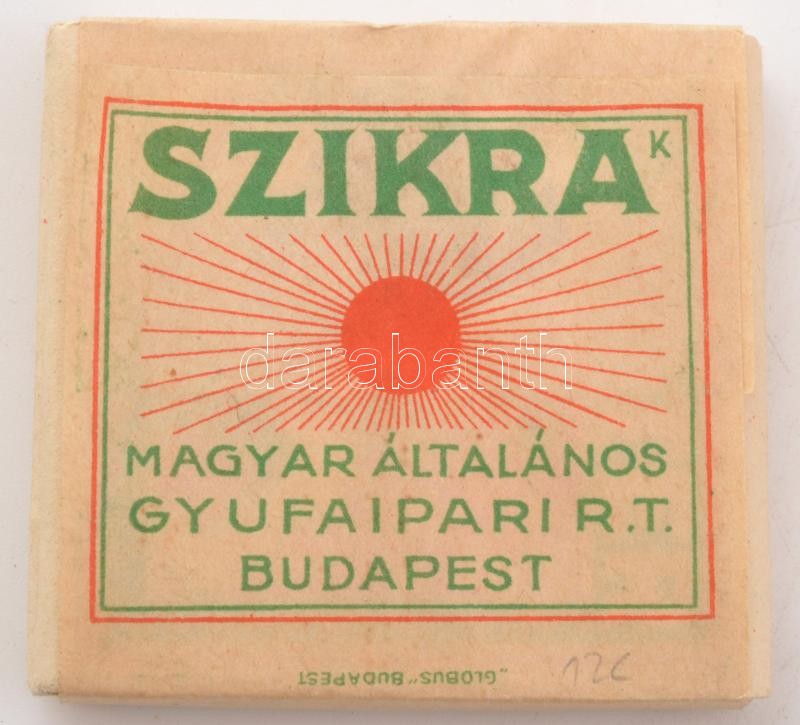 SZIKRA K
darabanth
MAGYAR ÁLTALÁNOS
GYUFAIPARI R.T.
BUDAPEST
„GLOBUS” BUDAPEST